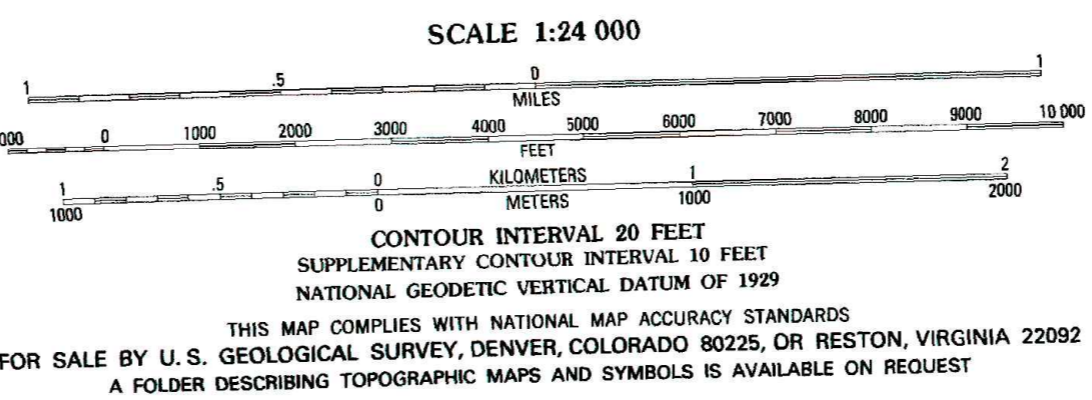 SCALE 1:24 000
1 .5 0 1
MILES
000 0 1000 2000 3000 4000 5000 6000 7000 8000 9000 10 000
FEET
1 .5 0 KILOMETERS 1 2
1000 0 METERS 1000 2000
CONTOUR INTERVAL 20 FEET
SUPPLEMENTARY CONTOUR INTERVAL 10 FEET
NATIONAL GEODETIC VERTICAL DATUM OF 1929
THIS MAP COMPLIES WITH NATIONAL MAP ACCURACY STANDARDS
FOR SALE BY U. S. GEOLOGICAL SURVEY, DENVER, COLORADO 80225, OR RESTON, VIRGINIA 22092
A FOLDER DESCRIBING TOPOGRAPHIC MAPS AND SYMBOLS IS AVAILABLE ON REQUEST